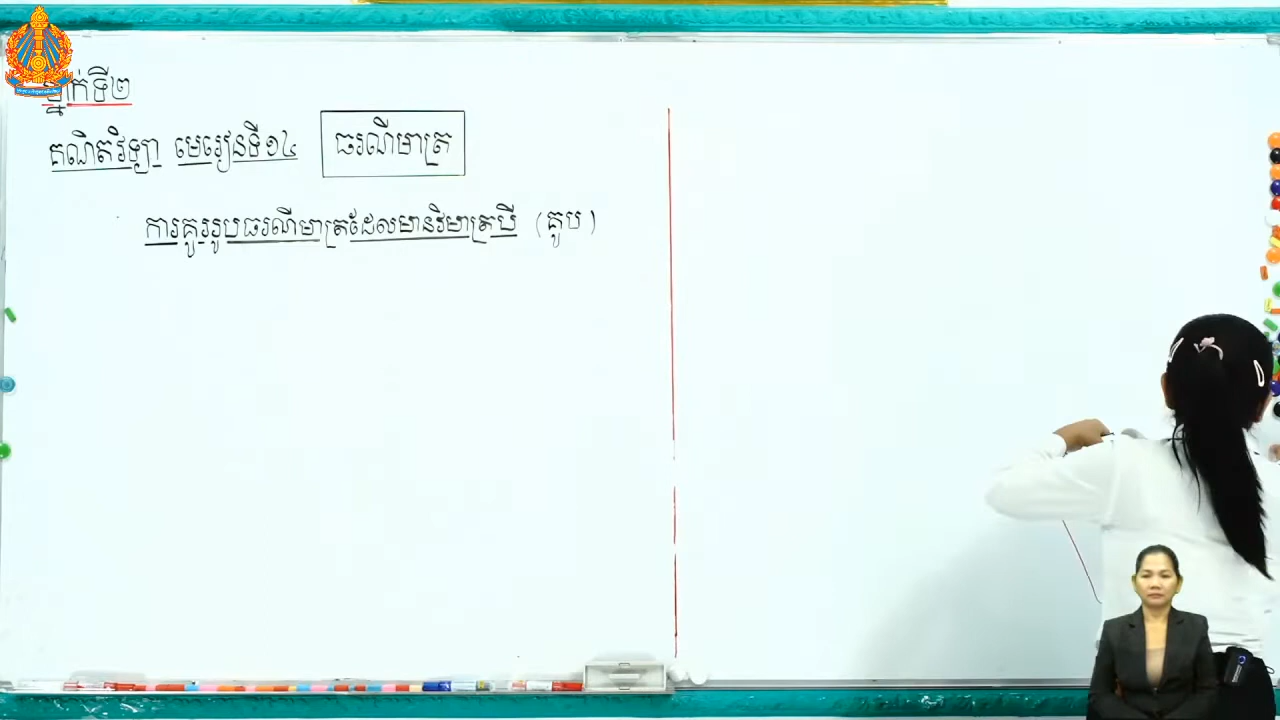 ថ្នាក់ទី២
គណិតវិទ្យា មេរៀនទី១៤ ធរណីមាត្រ
ការគូររូបធរណីមាត្រដែលមានវិមាត្របី (គូប)